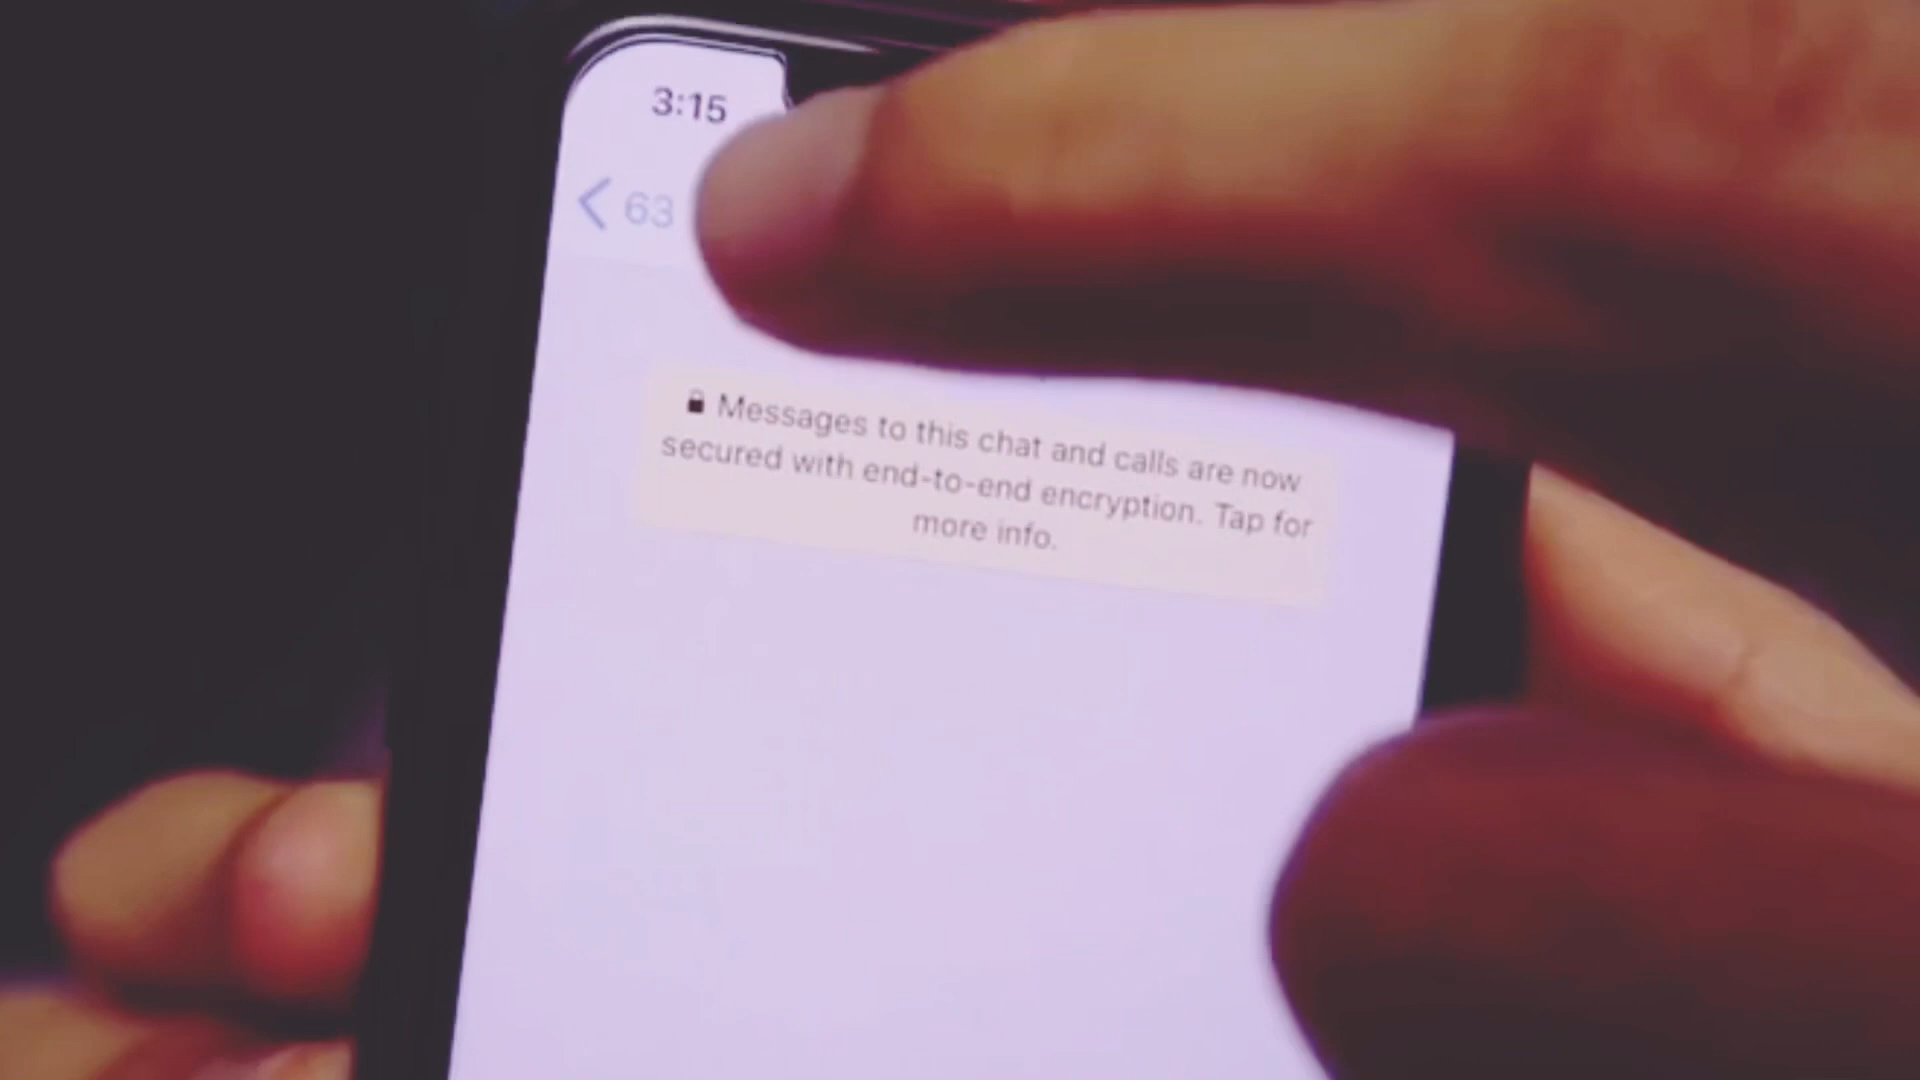 3:15
63
Messages to this chat and calls are now
secured with end-to-end encryption. Tap for
more info.